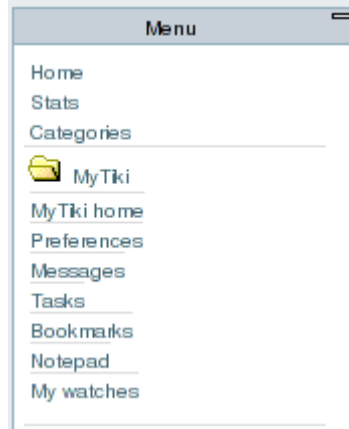 Menu
Home
Stats
Categories
MyTiki
MyTiki home
Preferences
Messages
Tasks
Bookmarks
Notepad
My watches